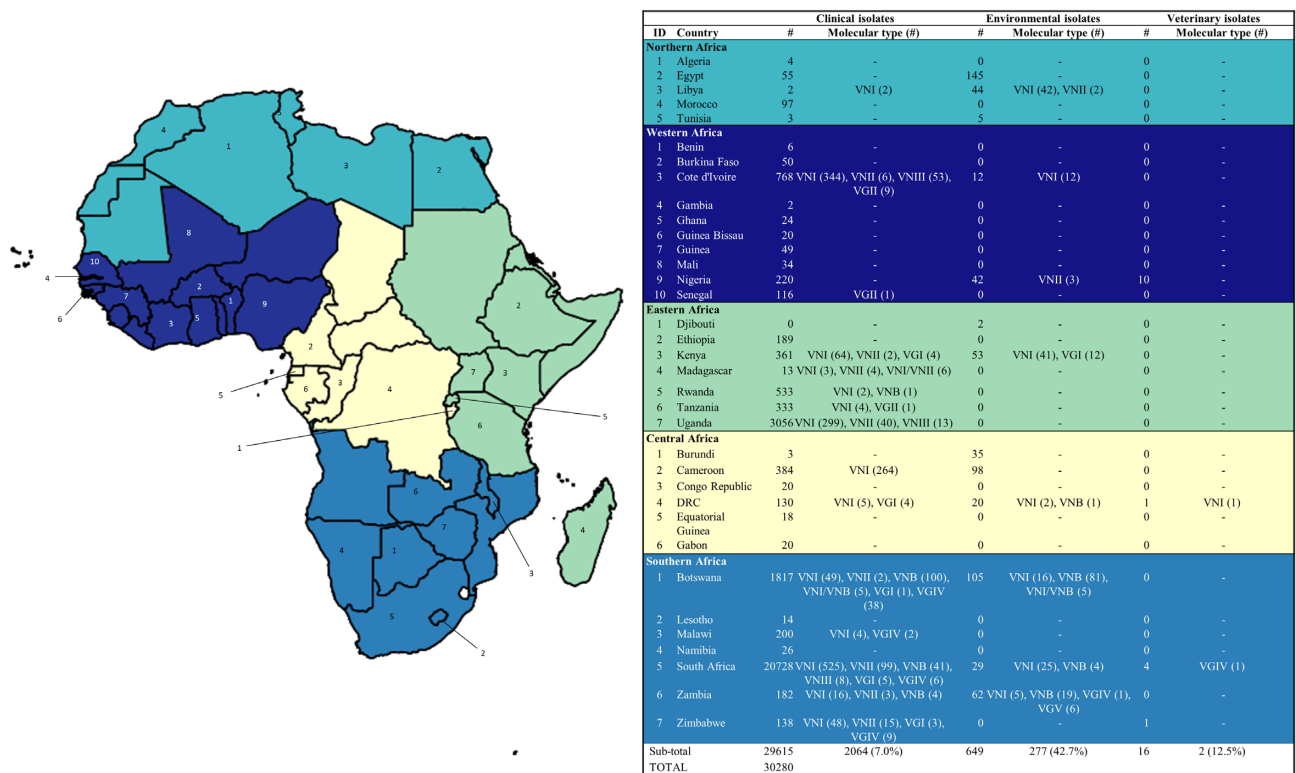 Clinical isolates Environmental isolates Veterinary isolates
ID Country # Molecular type (#) # Molecular type (#) # Molecular type (#)
Northern Africa
1 Algeria 4 - 0 - 0 -
2 Egypt 55 - 145 - 0 -
3 Libya 2 VNI (2) 44 VNI (42), VNII (2) 0 -
4 Morocco 97 - 0 - 0 -
5 Tunisia 3 - 5 - 0 -
Western Africa
1 Benin 6 - 0 - 0 -
2 Burkina Faso 50 - 0 - 0 -
3 Cote d'Ivoire 768 VNI (344), VNII (6), VNIII (53), 12 VNI (12) 0 -
VGII (9)
4 Gambia 2 - 0 - 0 -
5 Ghana 24 - 0 - 0 -
6 Guinea Bissau 20 - 0 - 0 -
7 Guinea 49 - 0 - 0 -
8 Mali 34 - 0 - 0 -
9 Nigeria 220 - 42 VNII (3) 10 -
10 Senegal 116 VGII (1) 0 - 0 -
Eastern Africa
1 Djibouti 0 - 2 - 0 -
2 Ethiopia 189 - 0 - 0 -
3 Kenya 361 VNI (64), VNII (2), VGI (4) 53 VNI (41), VGI (12) 0 -
4 Madagascar 13 VNI (3), VNII (4), VNI/VNII (6) 0 - 0 -
5 Rwanda 533 VNI (2), VNB (1) 0 - 0 -
6 Tanzania 333 VNI (4), VGII (1) 0 - 0 -
7 Uganda 3056 VNI (299), VNII (40), VNIII (13) 0 - 0 -
Central Africa
1 Burundi 3 - 35 - 0 -
2 Cameroon 384 VNI (264) 98 - 0 -
3 Congo Republic 20 - 0 - 0 -
4 DRC 130 VNI (5), VGI (4) 20 VNI (2), VNB (1) 1 VNI (1)
5 Equatorial 18 - 0 - 0 -
Guinea
6 Gabon 20 - 0 - 0 -
Southern Africa
1 Botswana 1817 VNI (49), VNII (2), VNB (100), 105 VNI (16), VNB (81), 0 -
VNI/VNB (5), VGI (1), VGIV VNI/VNB (5)
(38)
2 Lesotho 14 - 0 - 0 -
3 Malawi 200 VNI (4), VGIV (2) 0 - 0 -
4 Namibia 26 - 0 - 0 -
5 South Africa 20728 VNI (525), VNII (99), VNB (41), 29 VNI (25), VNB (4) 4 VGIV (1)
VNIII (8), VGI (5), VGIV (6)
6 Zambia 182 VNI (16), VNII (3), VNB (4) 62 VNI (5), VNB (19), VGIV (1), 0 -
VGV (6)
7 Zimbabwe 138 VNI (48), VNII (15), VGI (3), 0 - 1 -
VGIV (9)
Sub-total 29615 2064 (7.0%) 649 277 (42.7%) 16 2 (12.5%)
TOTAL 30280
5
4
1
3
2
8
10
4
7
2
1
9
6
3
5
2
2
7
3
3
4
5
6
5
6
1
6
7
4
4
1
3
5
2